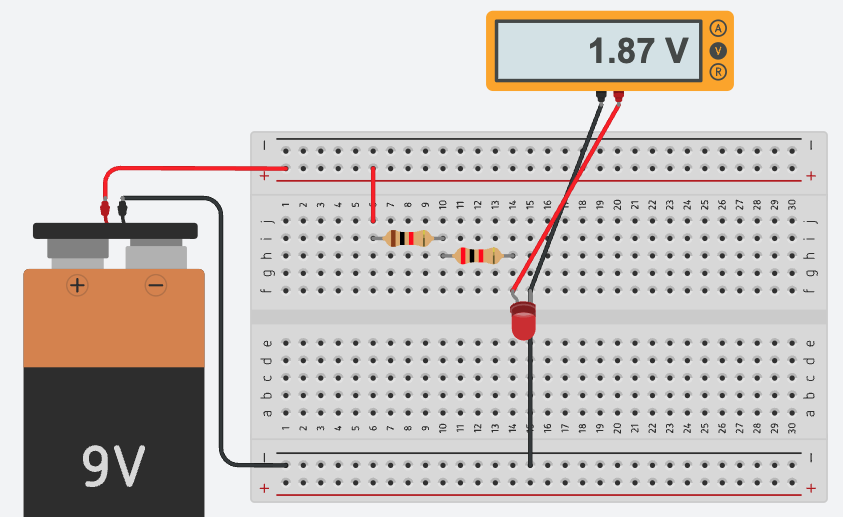 1.87 V
A
V
R
— —
+ +
1 2 3 4 5 6 7 8 9 10 11 12 13 14 15 16 17 18 19 20 21 22 23 24 25 26 27 28 29 30
j j
i i
h h
g g
f f
e e
d d
c c
b b
a a
1 2 3 4 5 6 7 8 9 10 11 12 13 14 15 16 17 18 19 20 21 22 23 24 25 26 27 28 29 30
— —
+ +
+ −
9V